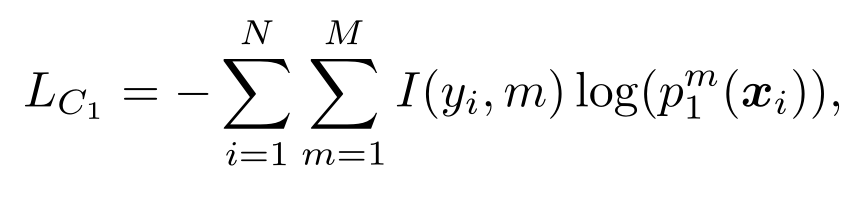 $L_{C_1} = -\sum_{i=1}^{N} \sum_{m=1}^{M} I(y_i, m) \log(p_1^m(\boldsymbol{x}_i)),$